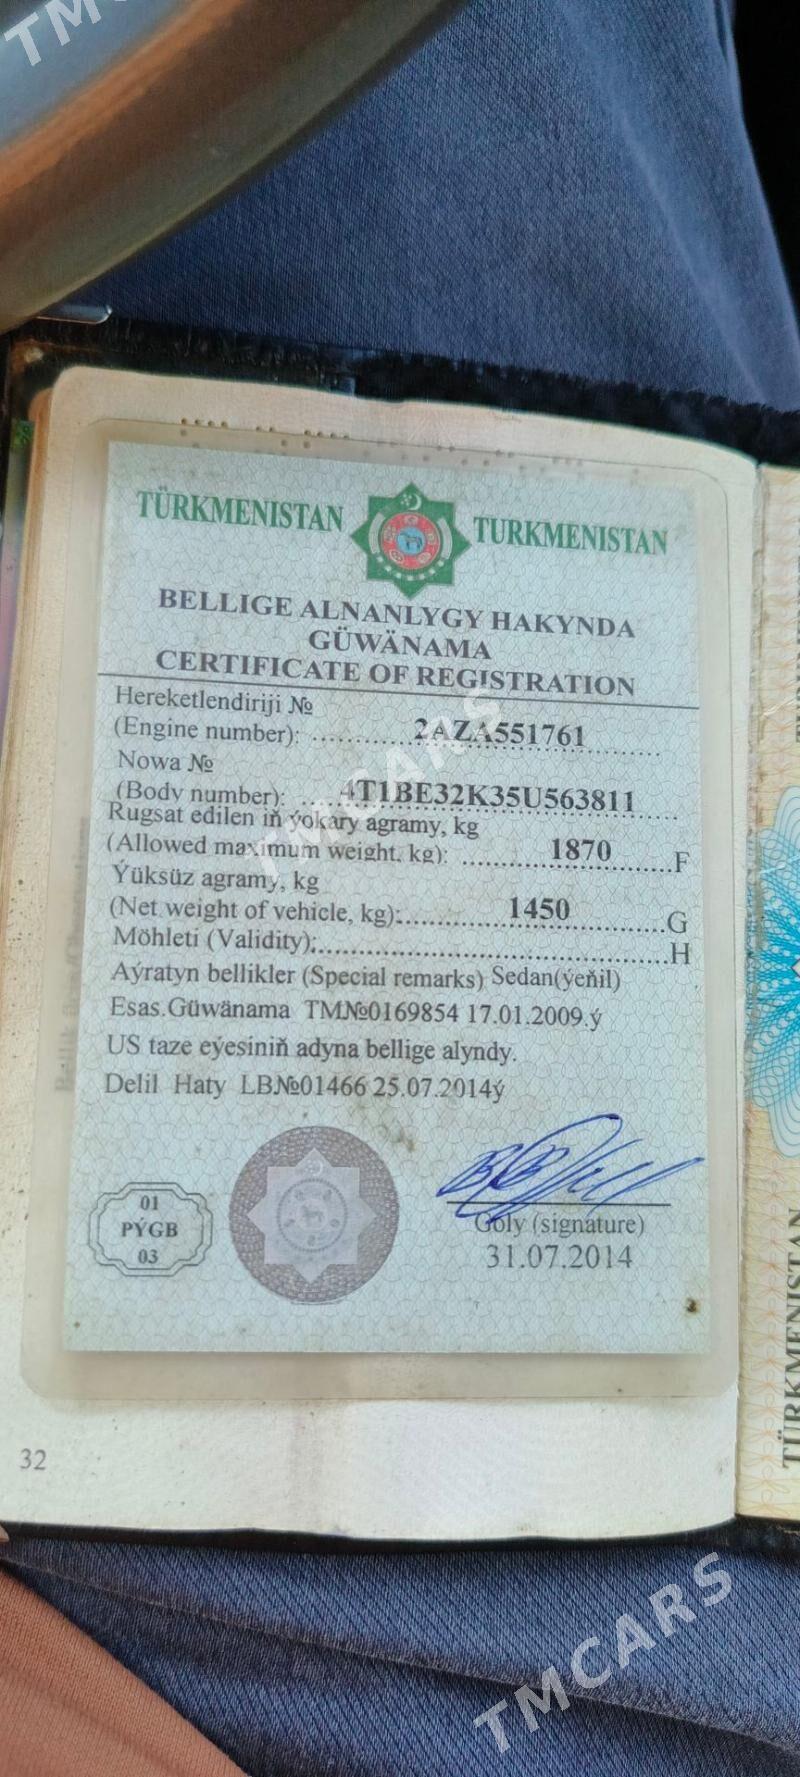 TÜRKMENISTAN TURKMENISTAN
BELLIGE ALNANLYGY HAKYNDA
GÜWÄNAMA
CERTIFICATE OF REGISTRATION
Hereketlendiriji №
(Engine number): 2AZA551761
Nowa №
(Body number): 4T1BE32K35U563811
Rugsat edilen iň ýokary agramy, kg
(Allowed maximum weight, kg): 1870 F
Ýüksüz agramy, kg
(Net weight of vehicle, kg): 1450 G
Möhleti (Validity): H
Aýratyn bellikler (Special remarks) Sedan(ýeňil)
Esas.Güwänama TM№0169854 17.01.2009.ý
US taze eýesiniň adyna bellige alyndy.
Delil Haty LB№01466 25.07.2014ý
01
PÝGB
03
Goly (signature)
31.07.2014
32
TÜRKMENISTAN
TMCARS
TMCARS